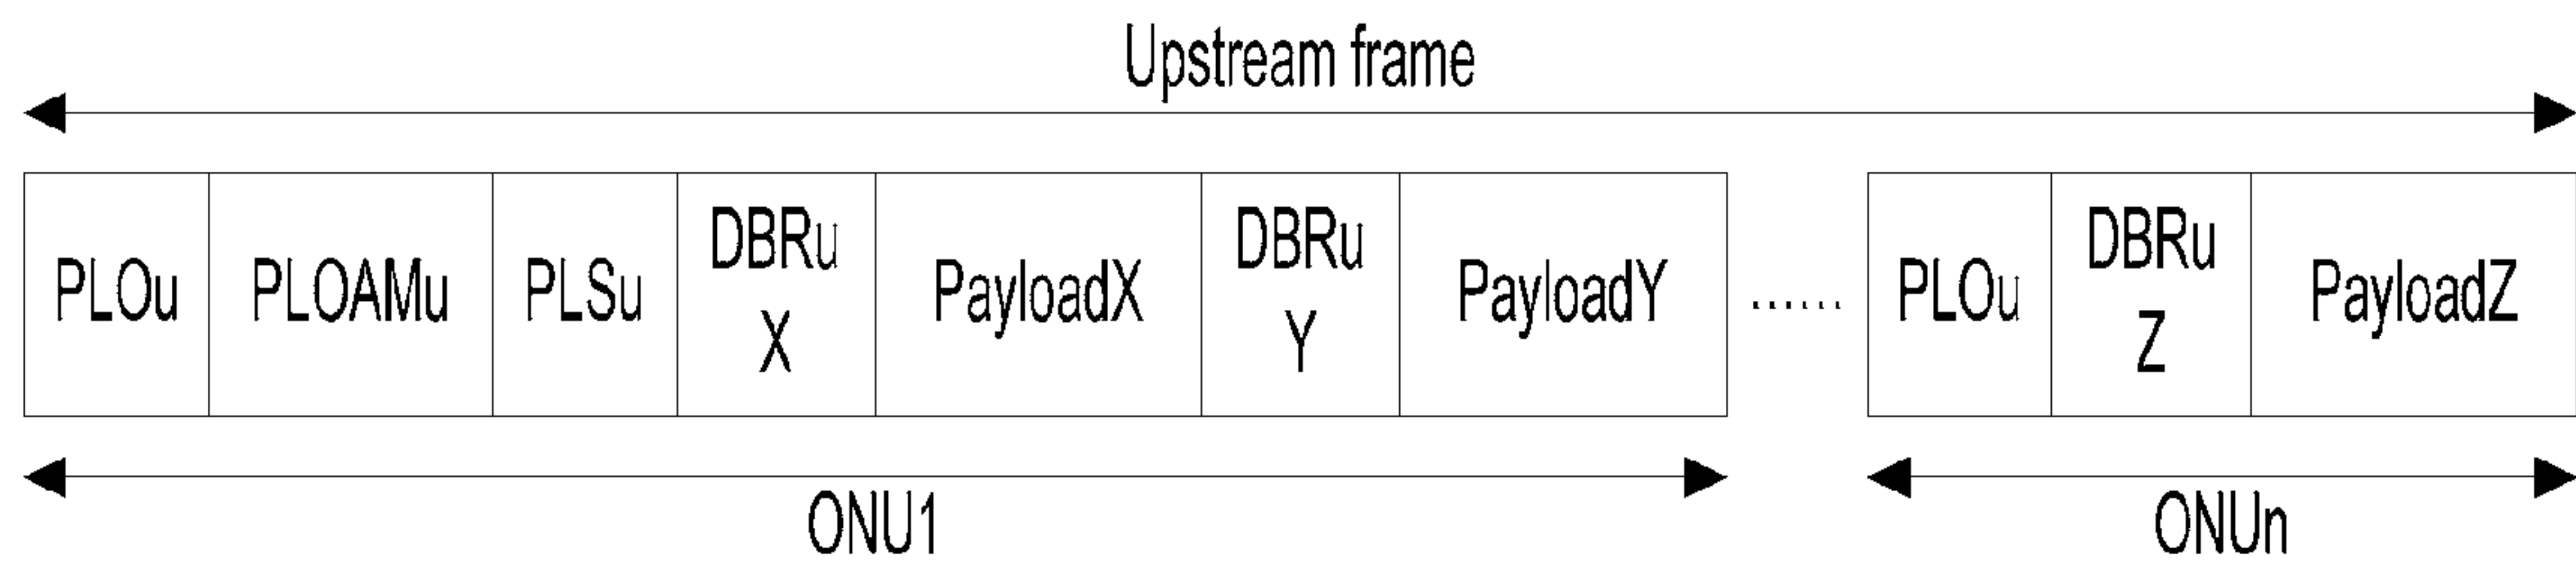 Upstream frame
PLOu PLOAMu PLSu DBRu X PayloadX DBRu Y PayloadY ...... PLOu DBRu Z PayloadZ
ONU1 ONUn